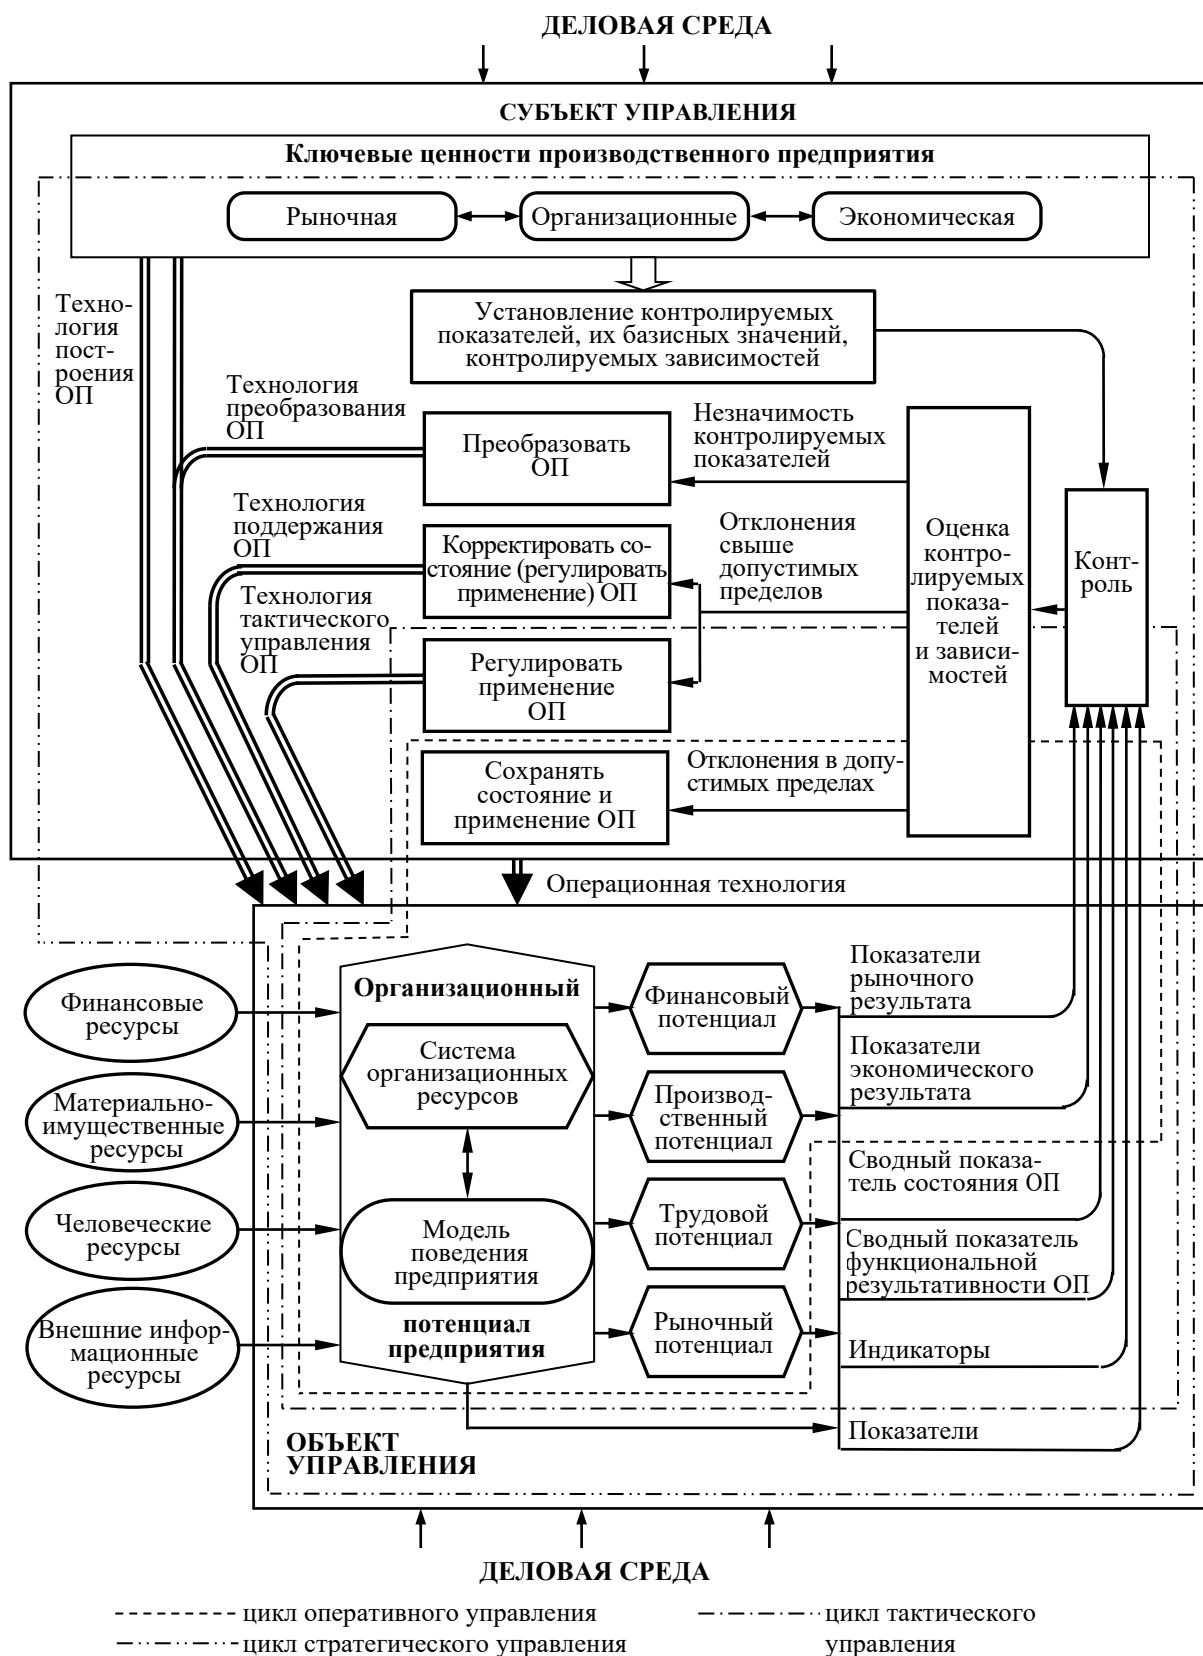 ДЕЛОВАЯ СРЕДА
СУБЪЕКТ УПРАВЛЕНИЯ
Ключевые ценности производственного предприятия
Рыночная
Организационные
Экономическая
Техно-
логия
пост-
роения
ОП
Установление контролируемых
показателей, их базисных значений,
контролируемых зависимостей
Технология
преобразования
ОП
Преобразовать
ОП
Незначимость
контролируемых
показателей
Технология
поддержания
ОП
Корректировать со-
стояние (регулировать
применение) ОП
Отклонения
свыше
допустимых
пределов
Оценка
контро-
лируемых
показа-
телей
и зависи-
мостей
Конт-
роль
Технология
тактического
управления
ОП
Регулировать
применение
ОП
Сохранять
состояние и
применение ОП
Отклонения в допу-
стимых пределах
Операционная технология
Финансовые
ресурсы
Материально-
имущественные
ресурсы
Человеческие
ресурсы
Внешние инфор-
мационные
ресурсы
Организационный
Система
организационных
ресурсов
Модель
поведения
предприятия
потенциал
предприятия
Финансовый
потенциал
Производ-
ственный
потенциал
Трудовой
потенциал
Рыночный
потенциал
Показатели
рыночного
результата
Показатели
экономического
результата
Сводный показа-
тель состояния ОП
Сводный показатель
функциональной
результативности ОП
Индикаторы
Показатели
ОБЪЕКТ
УПРАВЛЕНИЯ
ДЕЛОВАЯ СРЕДА
цикл оперативного управления
цикл стратегического управления
цикл тактического
управления